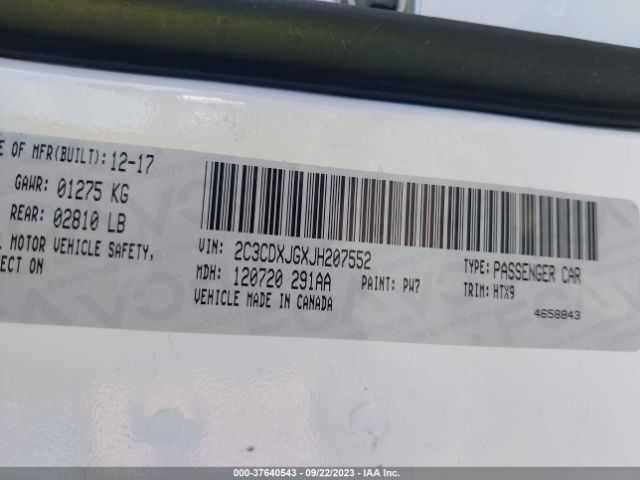 E OF MFR(BUILT): 12-17
GAWR: 01275 KG
REAR: 02810 LB
MOTOR VEHICLE SAFETY,
ECT ON
VIN: 2C3CDXJGXJH207552
TYPE: PASSENGER CAR
MDH: 120720 291AA
PAINT: PW7
TRIM: HTX9
VEHICLE MADE IN CANADA
4658843
000-37640543 - 09/22/2023 - IAA Inc.